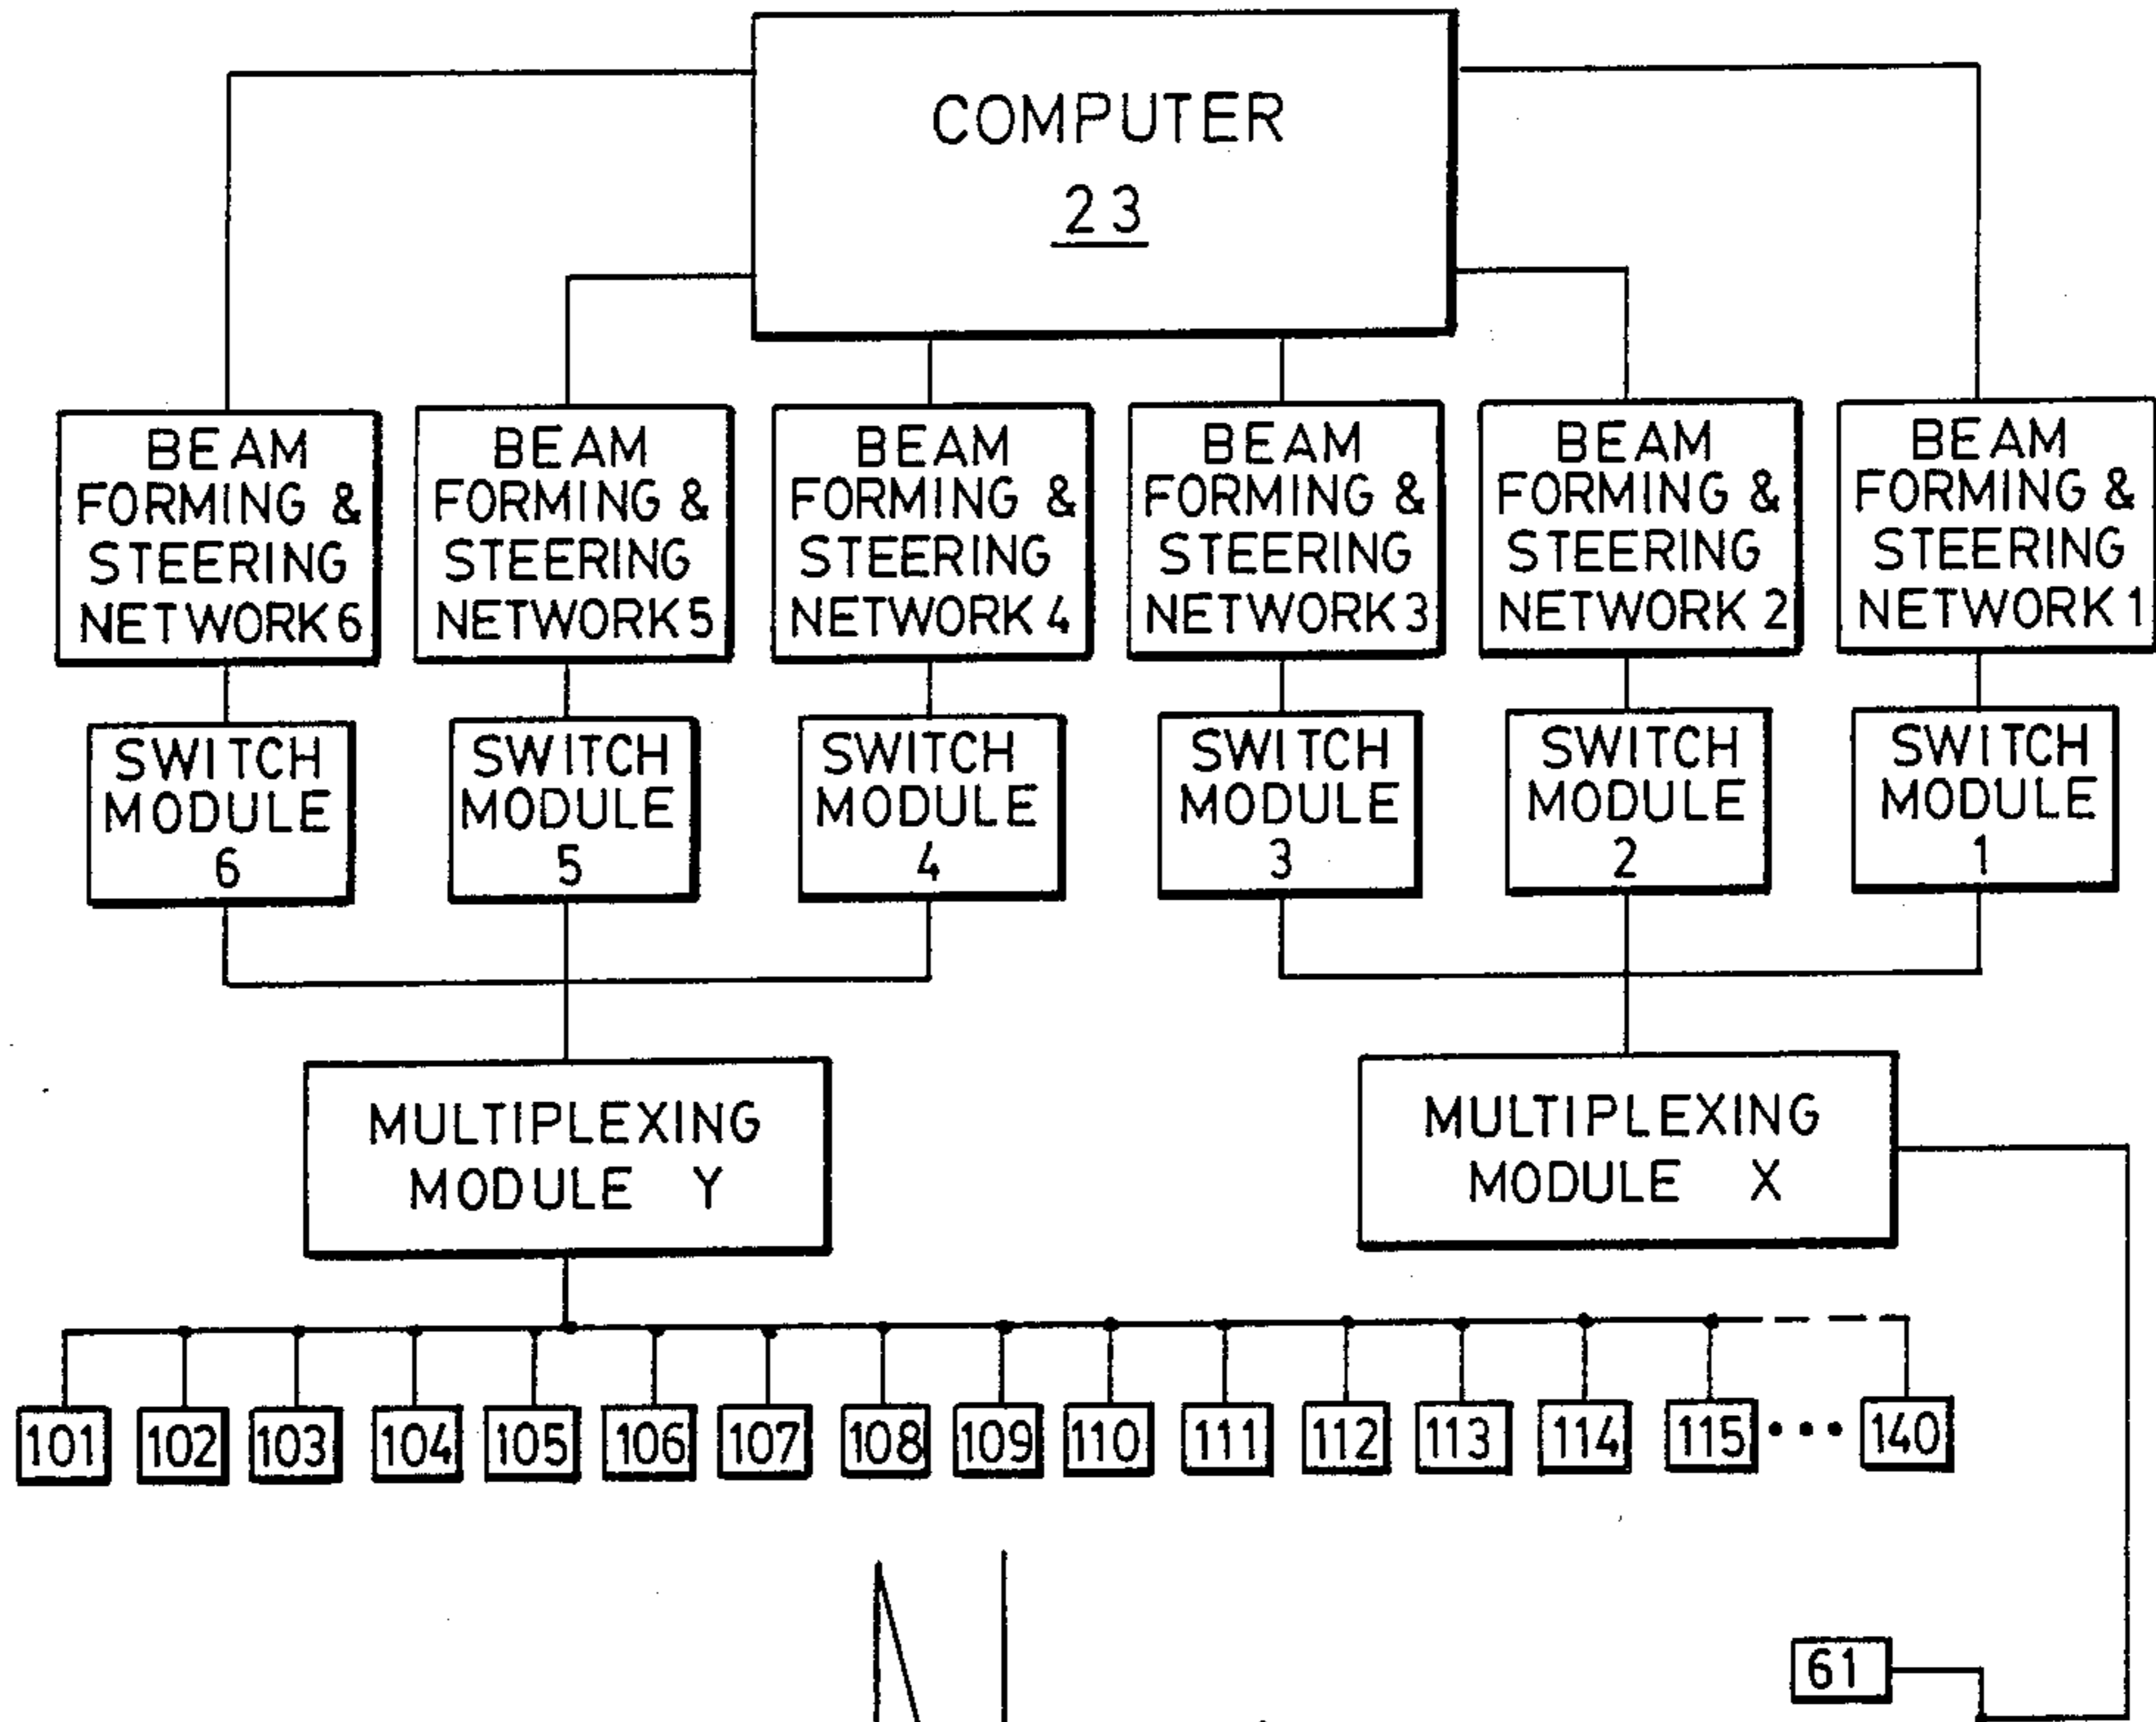 COMPUTER
23
BEAM
FORMING &
STEERING
NETWORK 6
BEAM
FORMING &
STEERING
NETWORK 5
BEAM
FORMING &
STEERING
NETWORK 4
BEAM
FORMING &
STEERING
NETWORK 3
BEAM
FORMING &
STEERING
NETWORK 2
BEAM
FORMING &
STEERING
NETWORK 1
SWITCH
MODULE
6
SWITCH
MODULE
5
SWITCH
MODULE
4
SWITCH
MODULE
3
SWITCH
MODULE
2
SWITCH
MODULE
1
MULTIPLEXING
MODULE Y
MULTIPLEXING
MODULE X
101 102 103 104 105 106 107 108 109 110 111 112 113 114 115 ••• 140
61